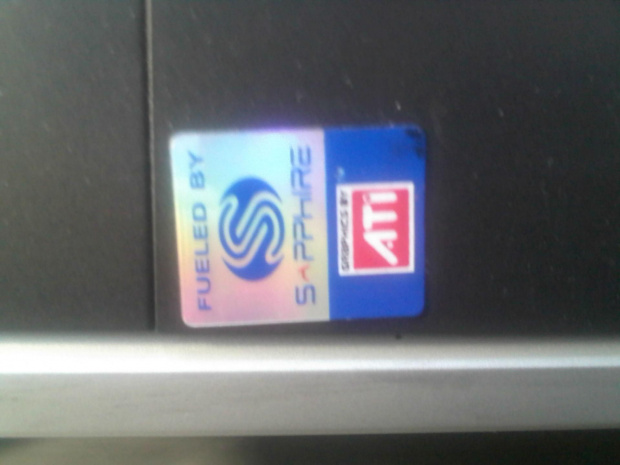 FUELED BY
SAPPHIRE
GRAPHICS BY
ATI